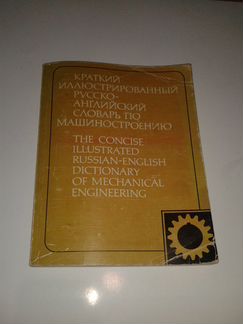 КРАТКИЙ
ИЛЛЮСТРИРОВАННЫЙ
РУССКО-
АНГЛИЙСКИЙ
СЛОВАРЬ ПО
МАШИНОСТРОЕНИЮ
THE CONCISE
ILLUSTRATED
RUSSIAN-ENGLISH
DICTIONARY
OF MECHANICAL
ENGINEERING